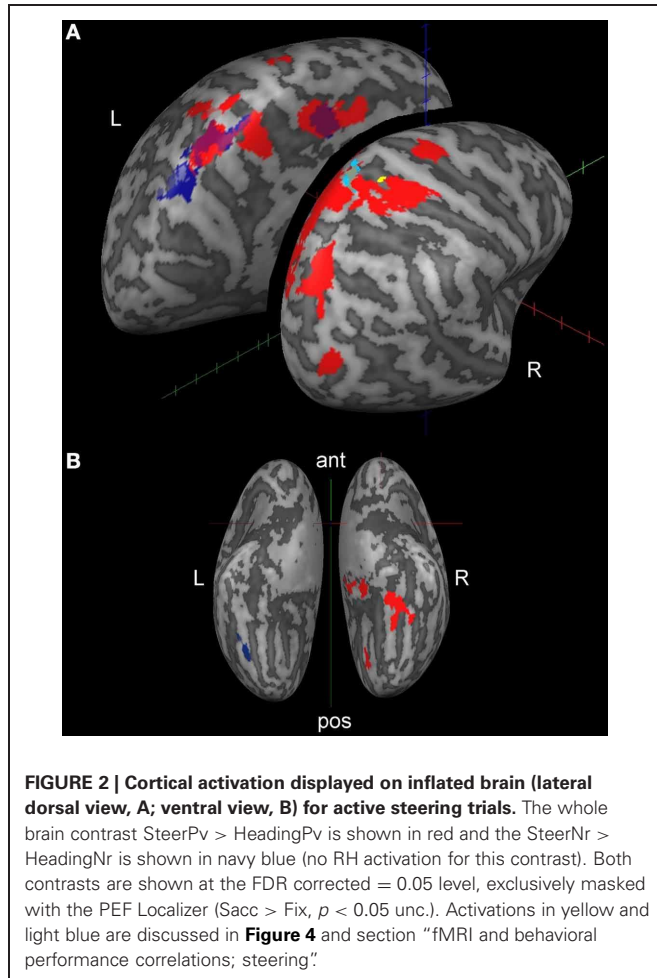 A
L
R
B
ant
L
R
pos
FIGURE 2 | Cortical activation displayed on inflated brain (lateral
dorsal view, A; ventral view, B) for active steering trials. The whole
brain contrast SteerPv > HeadingPv is shown in red and the SteerNr >
HeadingNr is shown in navy blue (no RH activation for this contrast). Both
contrasts are shown at the FDR corrected = 0.05 level, exclusively masked
with the PEF Localizer (Sacc > Fix, p < 0.05 unc.). Activations in yellow and
light blue are discussed in Figure 4 and section “fMRI and behavioral
performance correlations; steering”.